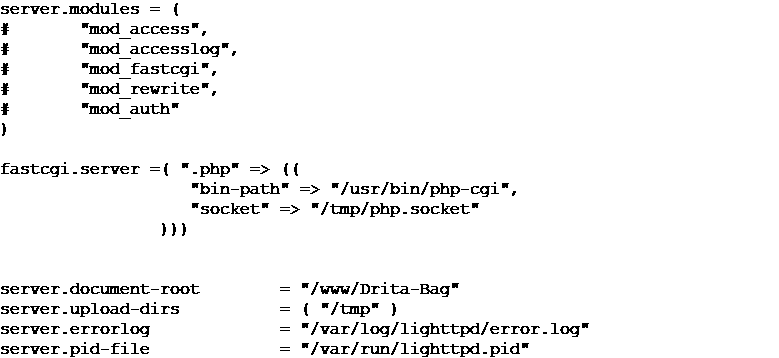 server.modules = (
#       "mod_access",
#       "mod_accesslog",
#       "mod_fastcgi",
#       "mod_rewrite",
#       "mod_auth"
)

fastcgi.server =( ".php" => ((
                   "bin-path" => "/usr/bin/php-cgi",
                   "socket" => "/tmp/php.socket"
                )))


server.document-root        = "/www/Drita-Bag"
server.upload-dirs          = ( "/tmp" )
server.errorlog             = "/var/log/lighttpd/error.log"
server.pid-file             = "/var/run/lighttpd.pid"